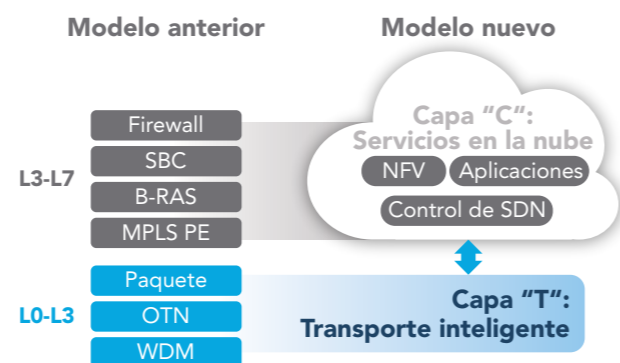 Modelo anterior
Modelo nuevo
L3-L7
Firewall
SBC
B-RAS
MPLS PE
Capa "C":
Servicios en la nube
NFV
Aplicaciones
Control de SDN
L0-L3
Paquete
OTN
WDM
Capa "T":
Transporte inteligente